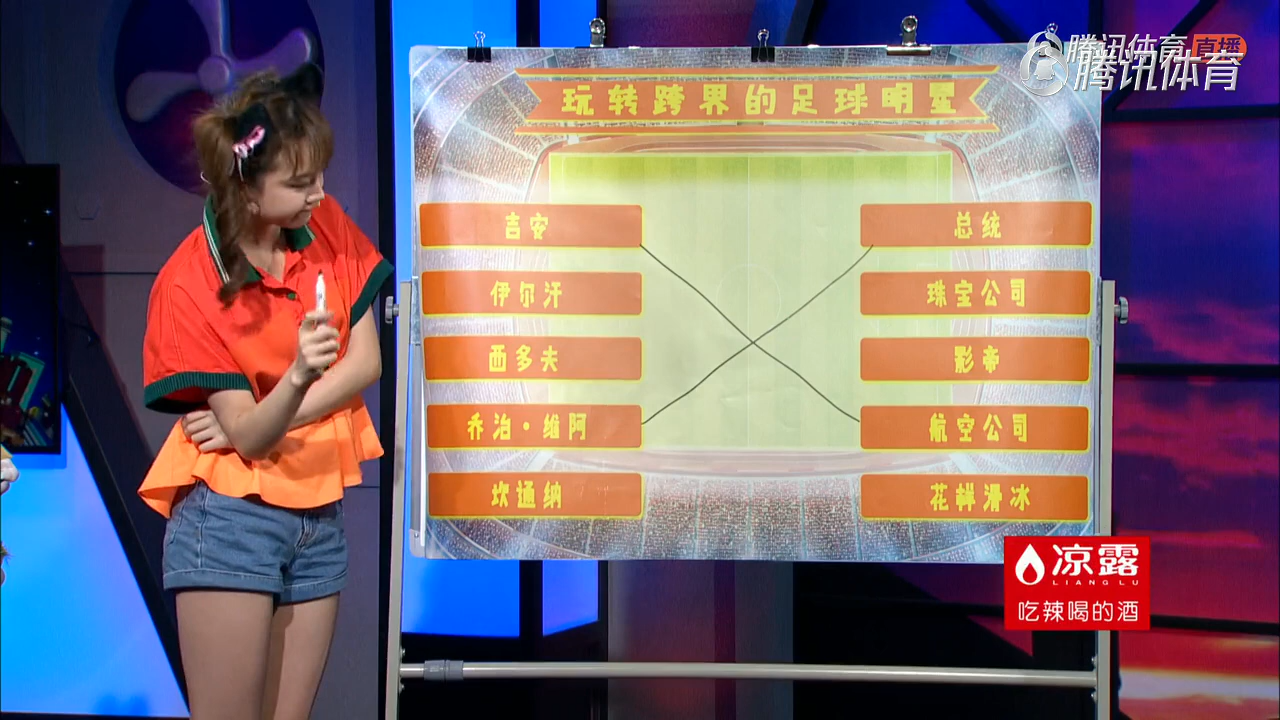 腾讯体育 直播
腾讯体育
玩转跨界的足球明星
吉安 总统
伊尔汗 珠宝公司
西多夫 影帝
乔治·维阿 航空公司
坎通纳 花样滑冰
凉露
LIANG LU
吃辣喝的酒